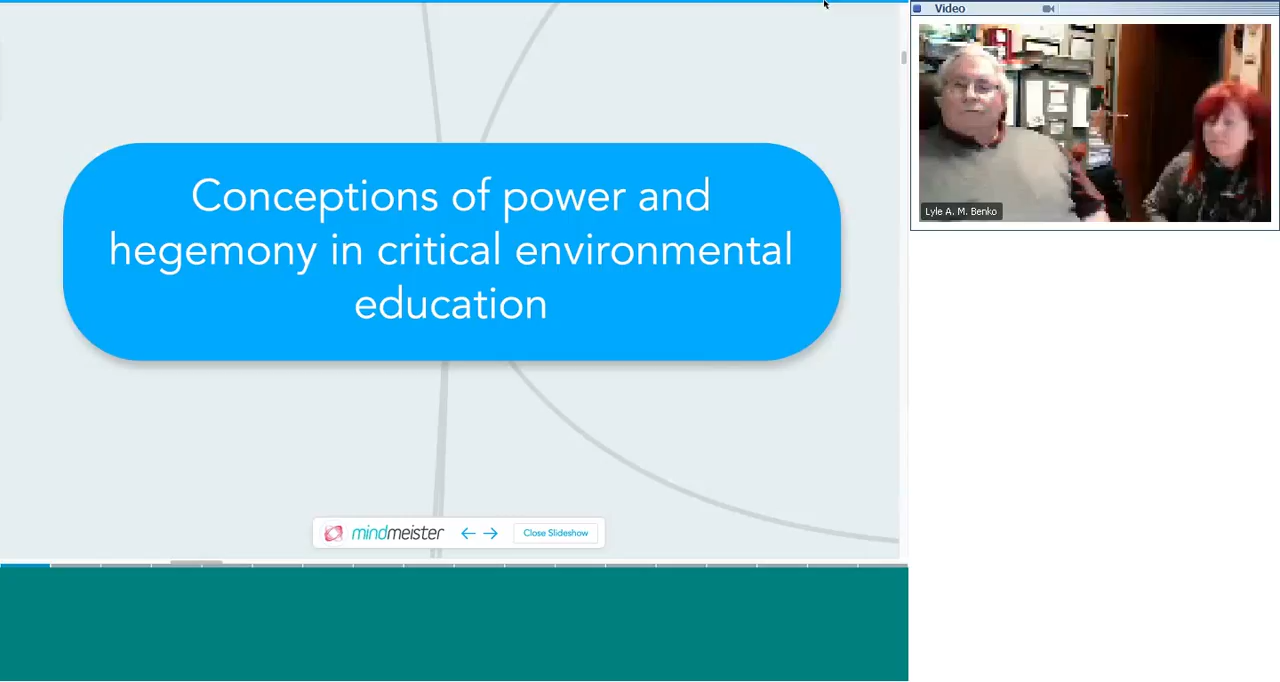 Video
Conceptions of power and
hegemony in critical environmental
education
Lyle A. M. Benko
mindmeister
Close Slideshow